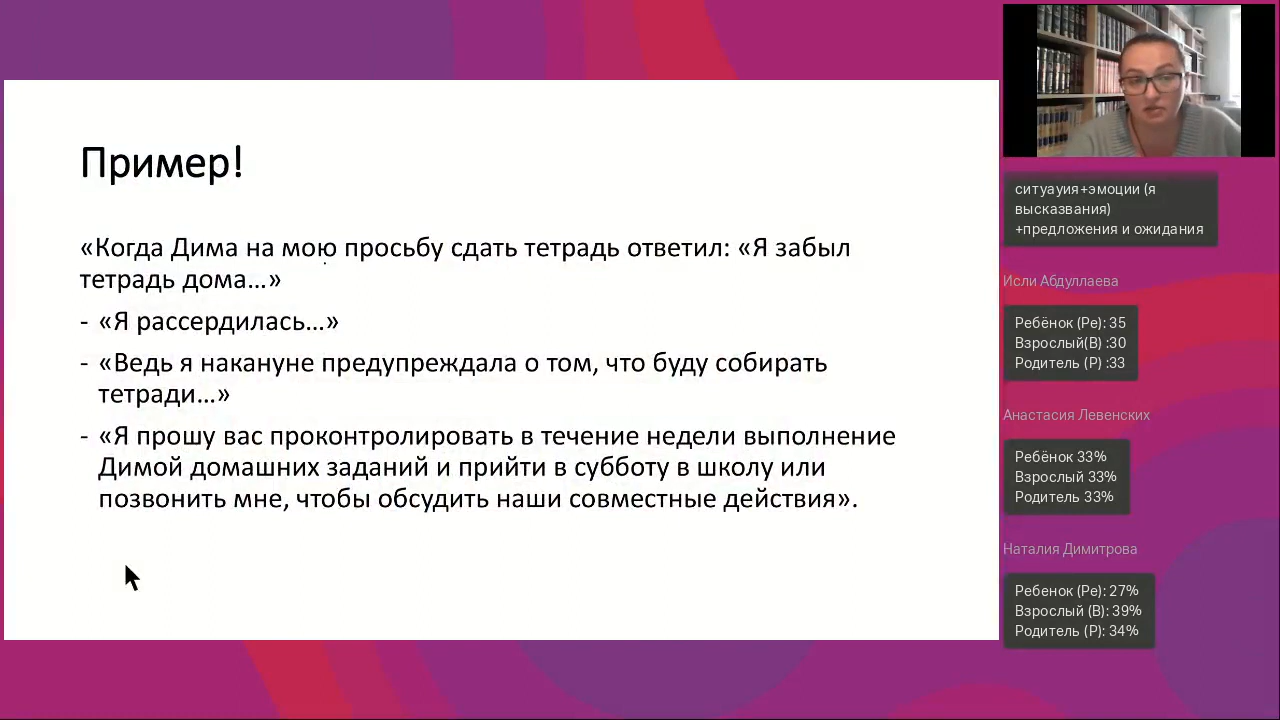 Пример!
«Когда Дима на мою просьбу сдать тетрадь ответил: «Я забыл
тетрадь дома…»
- «Я рассердилась…»
- «Ведь я накануне предупреждала о том, что буду собирать
тетради…»
- «Я прошу вас проконтролировать в течение недели выполнение
Димой домашних заданий и прийти в субботу в школу или
позвонить мне, чтобы обсудить наши совместные действия».
ситуауия+эмоции (я
высказвания)
+предложения и ожидания
Исли Абдуллаева
Ребёнок (Ре): 35
Взрослый(В) :30
Родитель (Р) :33
Анастасия Левенских
Ребёнок 33%
Взрослый 33%
Родитель 33%
Наталия Димитрова
Ребенок (Ре): 27%
Взрослый (В): 39%
Родитель (Р): 34%